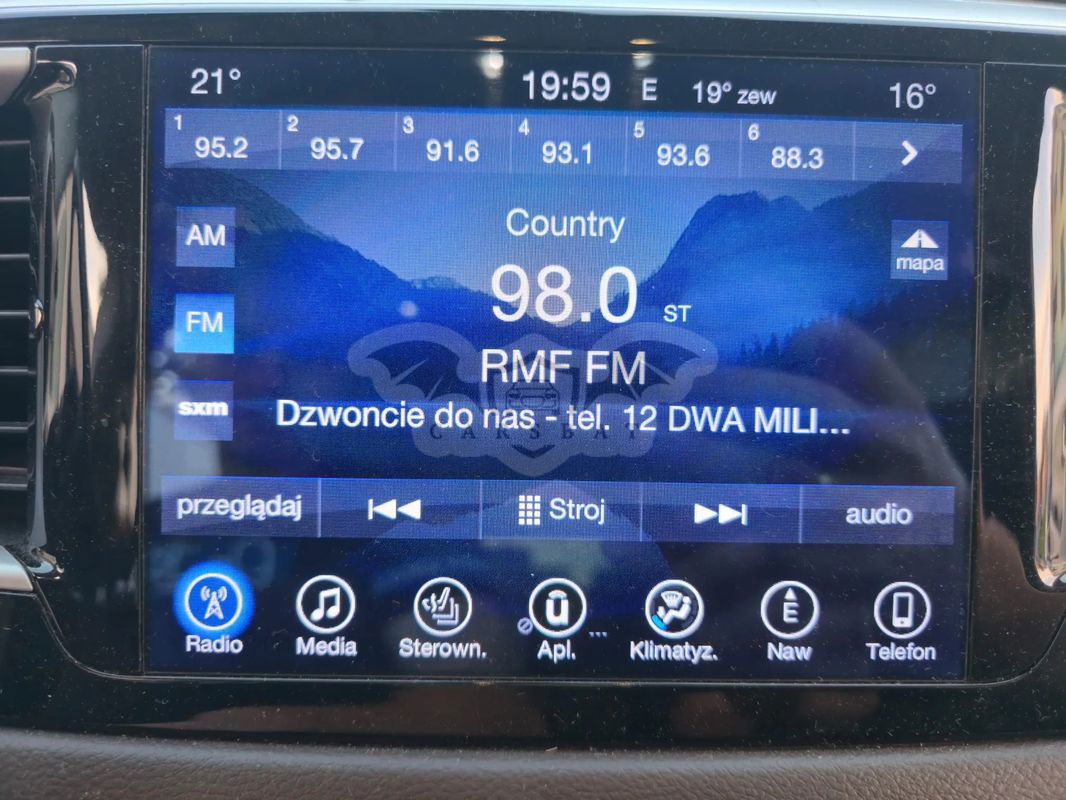 21° 19:59 E 19° zew 16°
1 95.2 2 95.7 3 91.6 4 93.1 5 93.6 6 88.3
Country
AM
mapa
98.0 ST
FM
RMF FM
sxm
Dzwoncie do nas - tel. 12 DWA MILI...
CARSBAT
przeglądaj Stroj audio
Radio Media Sterown. Apl. Klimatyz. E Naw Telefon